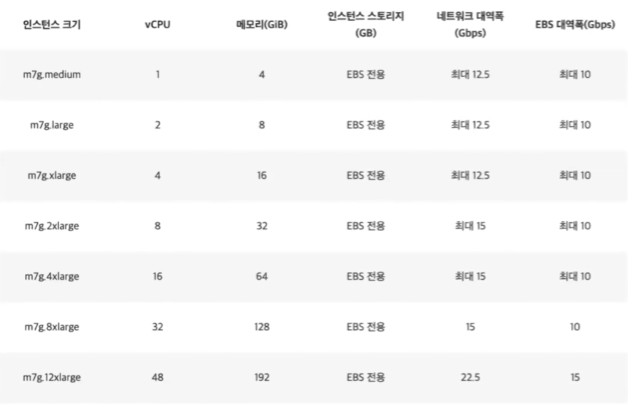 인스턴스 크기 vCPU 메모리(GiB) 인스턴스 스토리지 (GB) 네트워크 대역폭 (Gbps) EBS 대역폭(Gbps)
m7g.medium 1 4 EBS 전용 최대 12.5 최대 10
m7g.large 2 8 EBS 전용 최대 12.5 최대 10
m7g.xlarge 4 16 EBS 전용 최대 12.5 최대 10
m7g.2xlarge 8 32 EBS 전용 최대 15 최대 10
m7g.4xlarge 16 64 EBS 전용 최대 15 최대 10
m7g.8xlarge 32 128 EBS 전용 15 10
m7g.12xlarge 48 192 EBS 전용 22.5 15